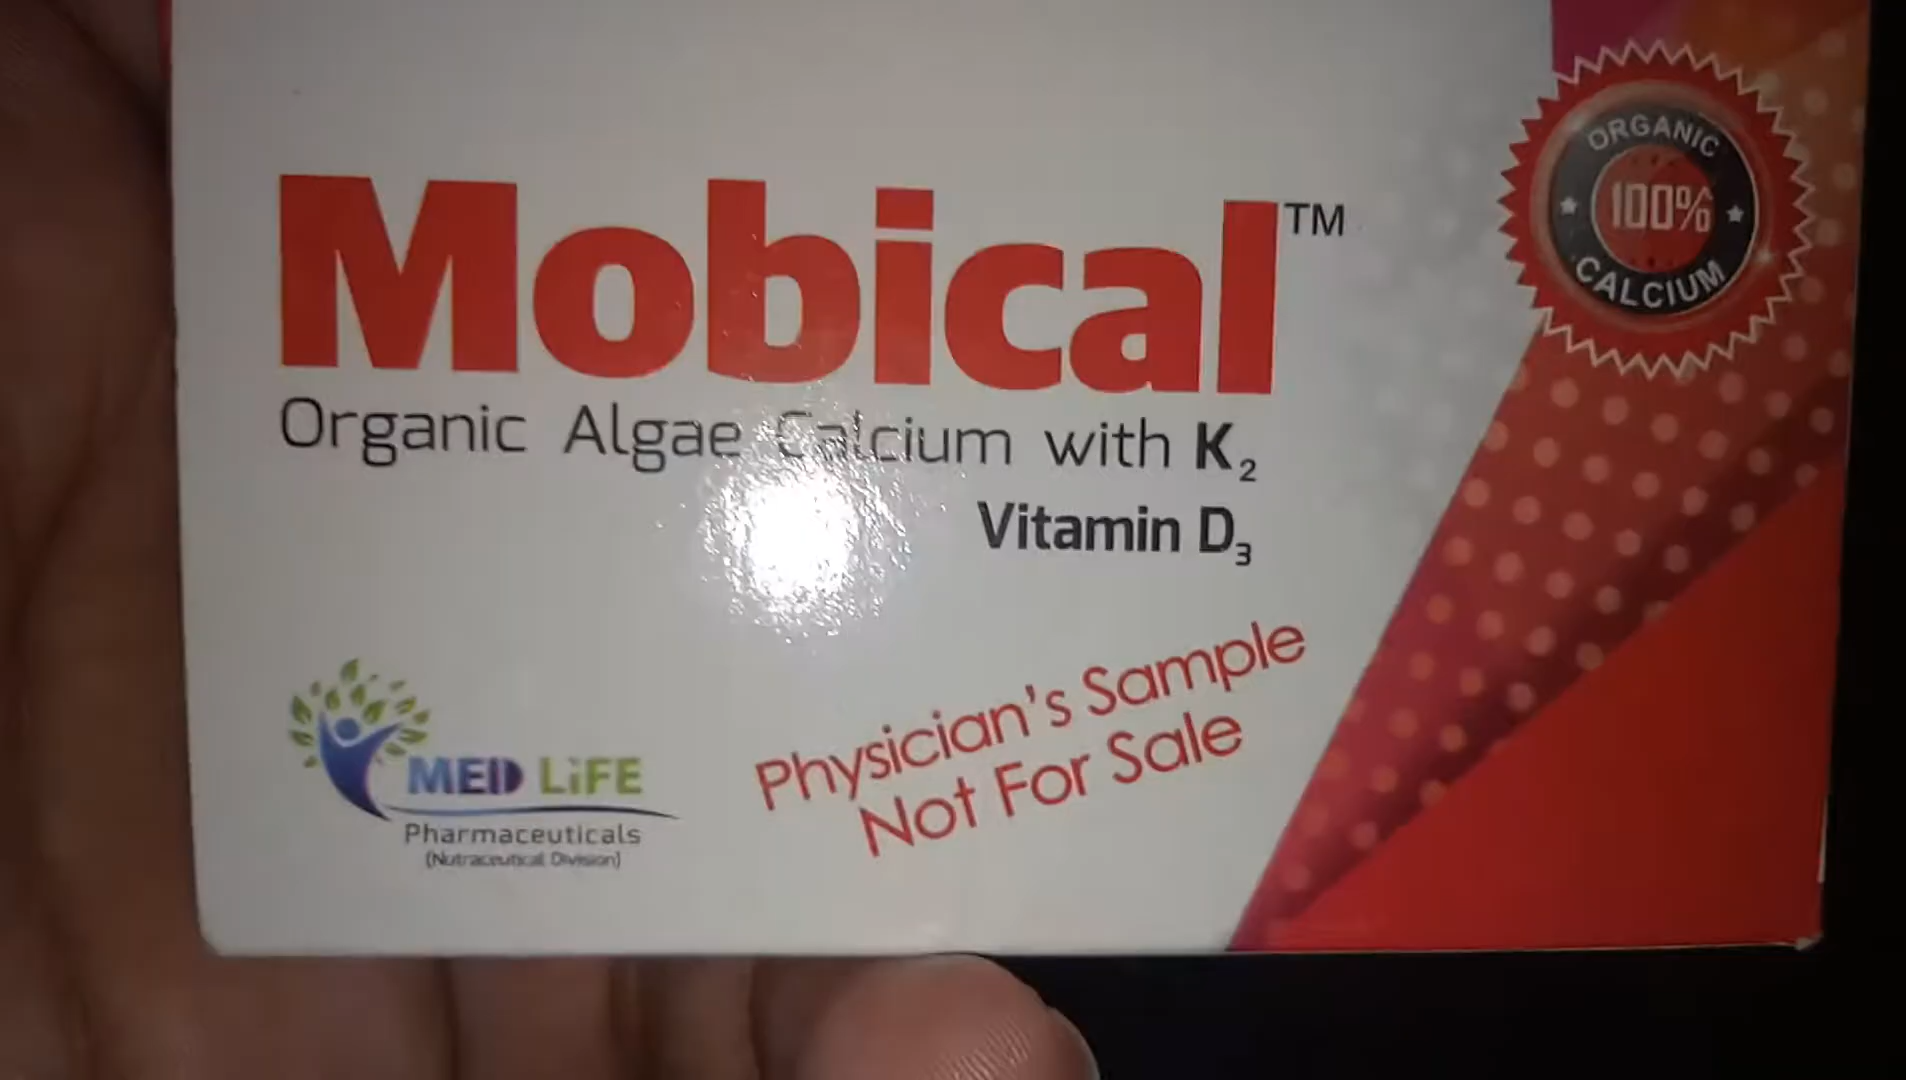 Mobical™
Organic Algae Calcium with K₂
Vitamin D₃
ORGANIC
100%
CALCIUM
MED LiFE
Pharmaceuticals
(Nutraceutical Division)
Physician's Sample
Not For Sale